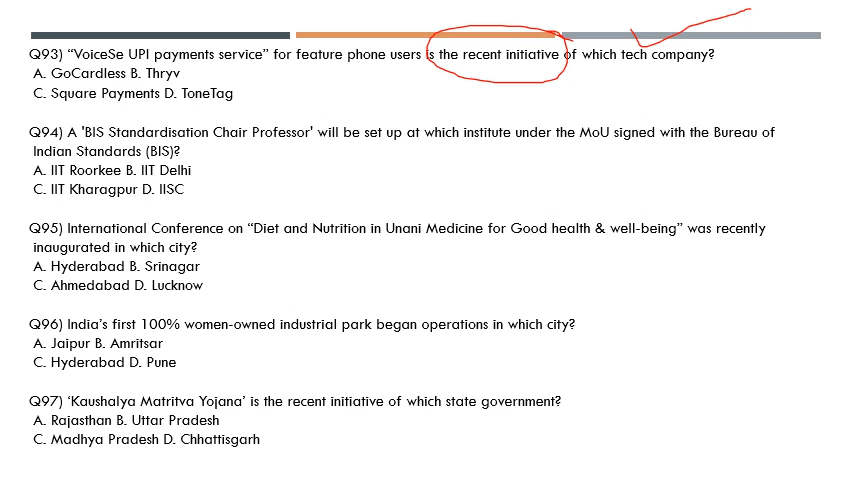 Q93) “VoiceSe UPI payments service” for feature phone users is the recent initiative of which tech company?
A. GoCardless B. Thryv
C. Square Payments D. ToneTag
Q94) A 'BIS Standardisation Chair Professor' will be set up at which institute under the MoU signed with the Bureau of
Indian Standards (BIS)?
A. IIT Roorkee B. IIT Delhi
C. IIT Kharagpur D. IISC
Q95) International Conference on “Diet and Nutrition in Unani Medicine for Good health & well-being” was recently
inaugurated in which city?
A. Hyderabad B. Srinagar
C. Ahmedabad D. Lucknow
Q96) India’s first 100% women-owned industrial park began operations in which city?
A. Jaipur B. Amritsar
C. Hyderabad D. Pune
Q97) ‘Kaushalya Matritva Yojana’ is the recent initiative of which state government?
A. Rajasthan B. Uttar Pradesh
C. Madhya Pradesh D. Chhattisgarh